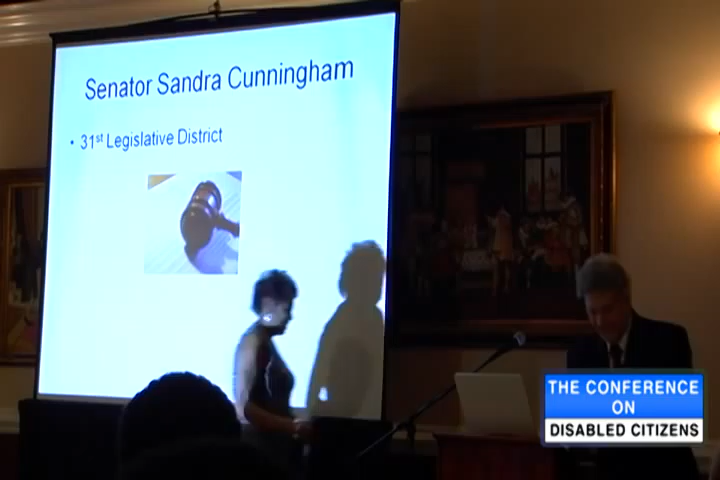 Senator Sandra Cunningham
• 31st Legislative District
THE CONFERENCE
ON
DISABLED CITIZENS